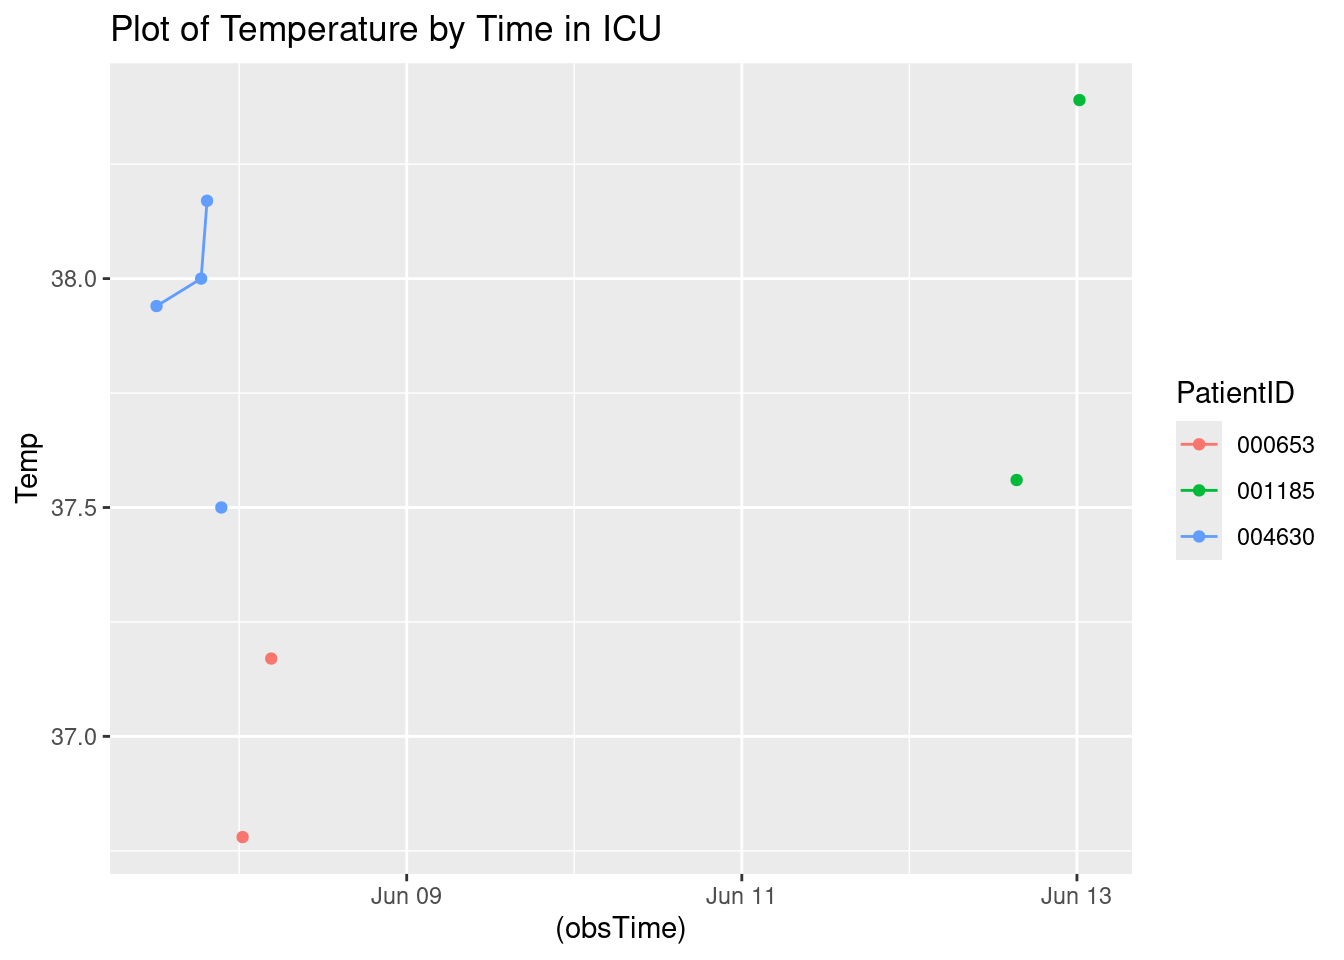 Plot of Temperature by Time in ICU
38.0
37.5
37.0
Temp
Jun 09
Jun 11
Jun 13
(obsTime)
PatientID
000653
001185
004630